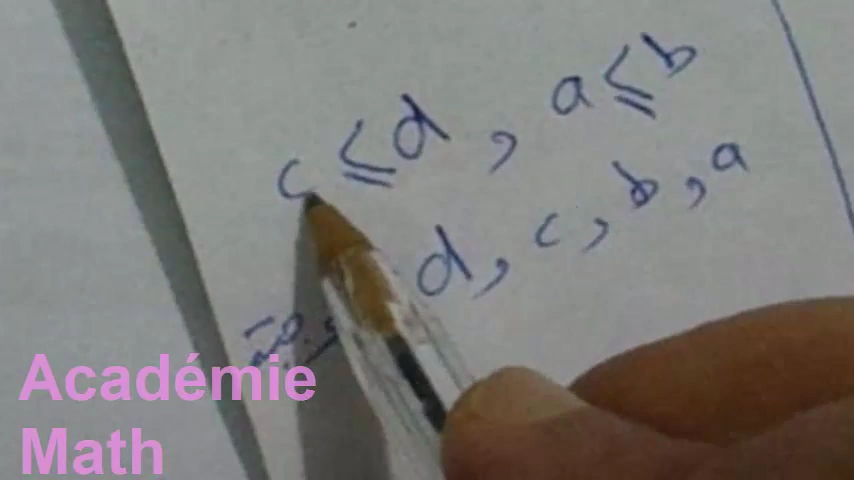 c ≤ d , a ≤ b
d , c , b , a
Académie
Math